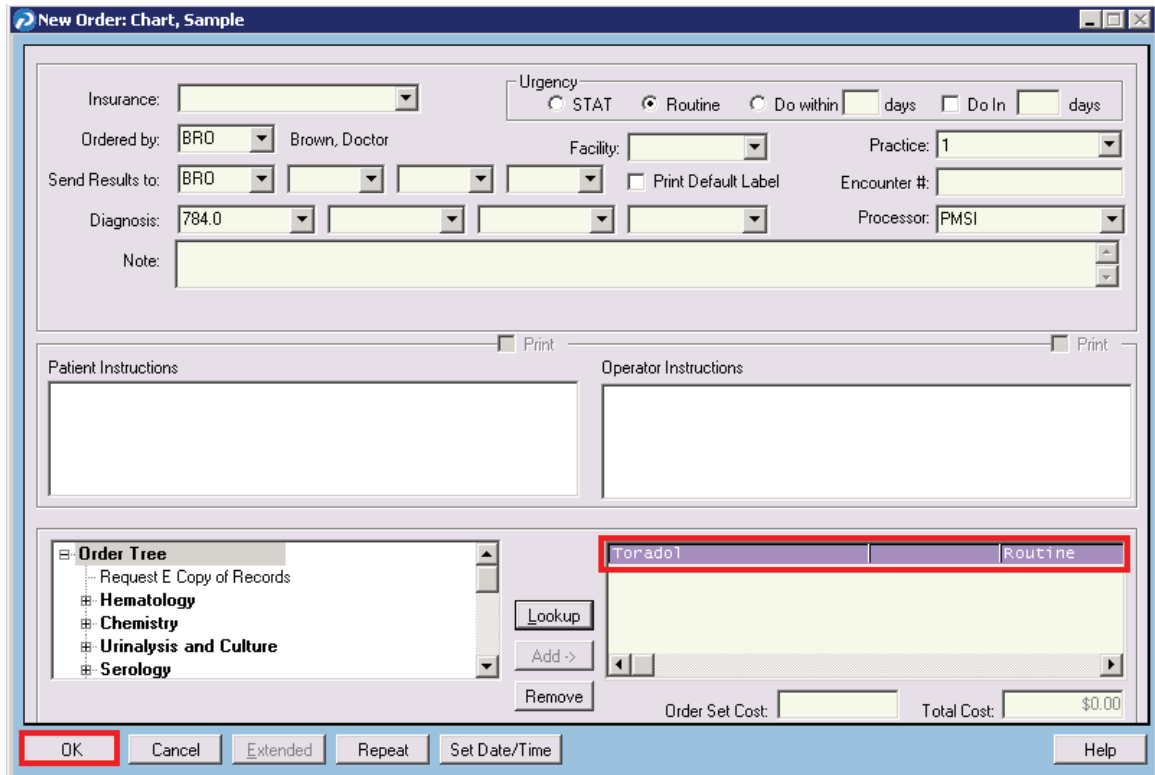 New Order: Chart, Sample
Urgency
Insurance: STAT Routine Do within days Do In days
Ordered by: BRO Brown, Doctor Facility: Practice: 1
Send Results to: BRO Print Default Label Encounter #:
Diagnosis: 784.0 Processor: PMSI
Note:
Print Print
Patient Instructions Operator Instructions
Order Tree Toradol Routine
Request E Copy of Records
Hematology
Chemistry Lookup
Urinalysis and Culture
Serology Add ->
Remove
Order Set Cost: Total Cost: $0.00
OK Cancel Extended Repeat Set Date/Time Help